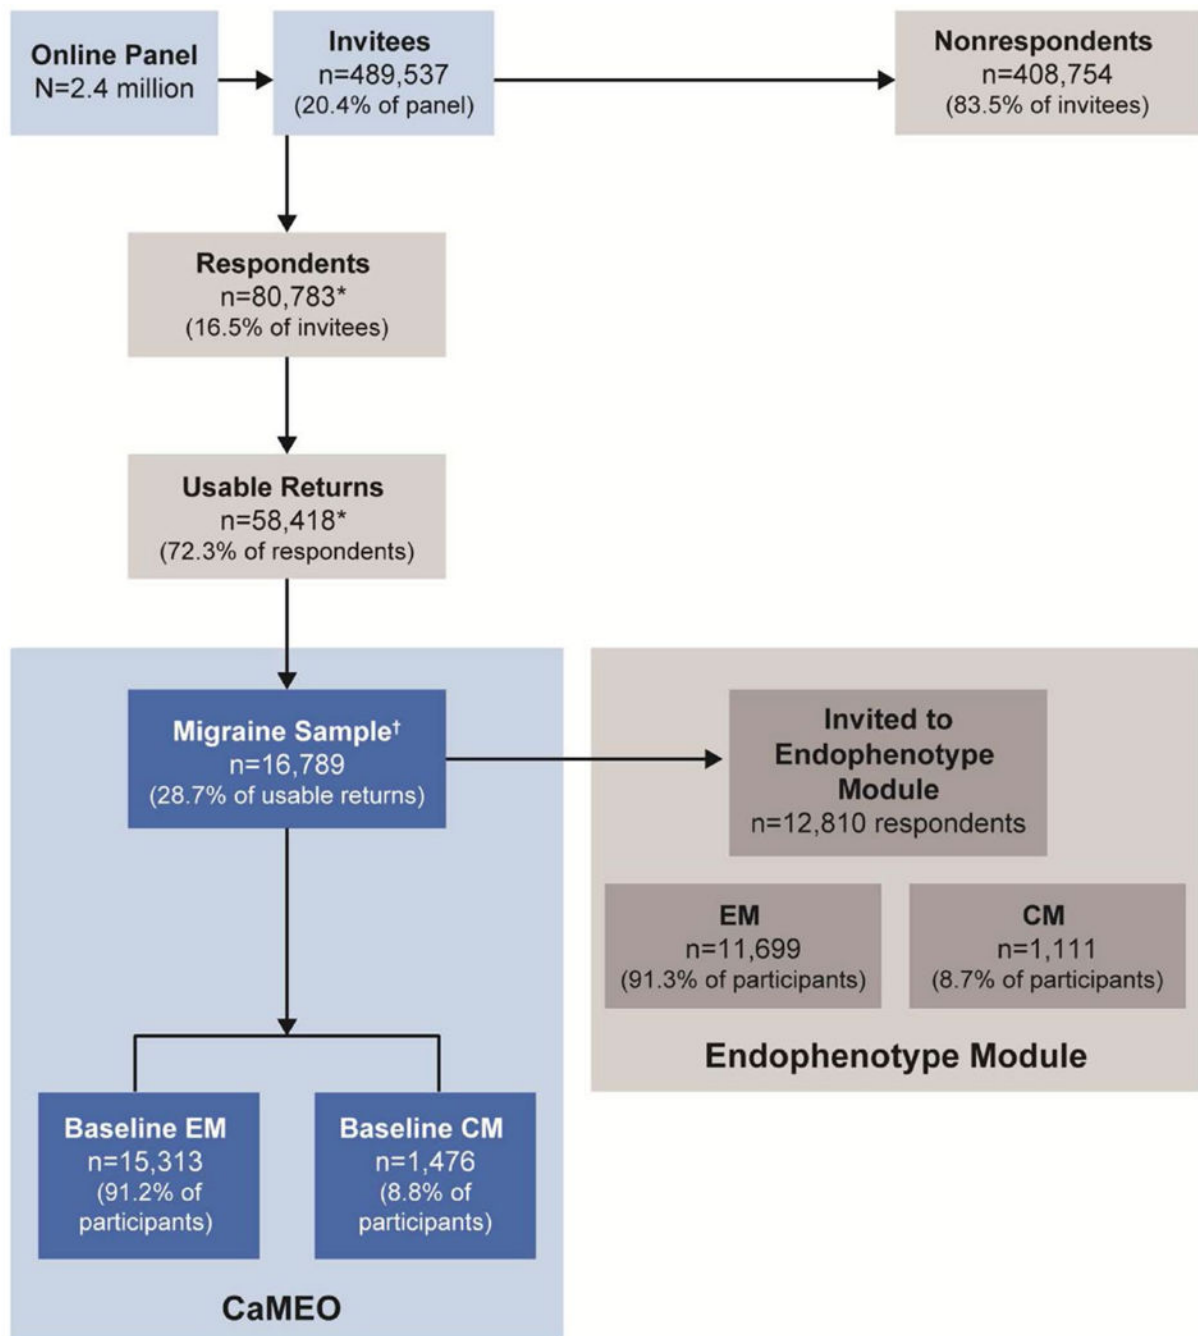 Online Panel
N=2.4 million
Invitees
n=489,537
(20.4% of panel)
Nonrespondents
n=408,754
(83.5% of invitees)
Respondents
n=80,783*
(16.5% of invitees)
Usable Returns
n=58,418*
(72.3% of respondents)
Migraine Sample†
n=16,789
(28.7% of usable returns)
Invited to
Endophenotype
Module
n=12,810 respondents
EM
n=11,699
(91.3% of participants)
CM
n=1,111
(8.7% of participants)
Endophenotype Module
Baseline EM
n=15,313
(91.2% of
participants)
Baseline CM
n=1,476
(8.8% of
participants)
CaMEO